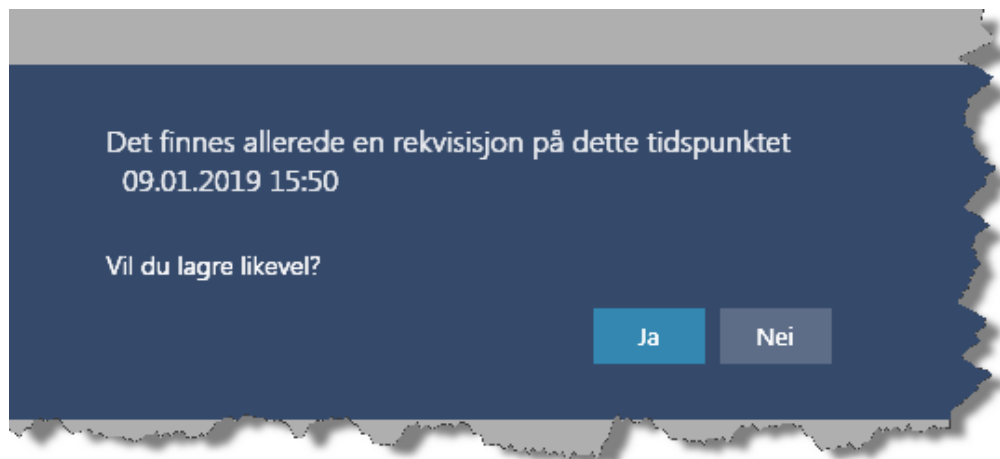 Det finnes allerede en rekvisisjon på dette tidspunktet
09.01.2019 15:50
Vil du lagre likevel?
Ja Nei